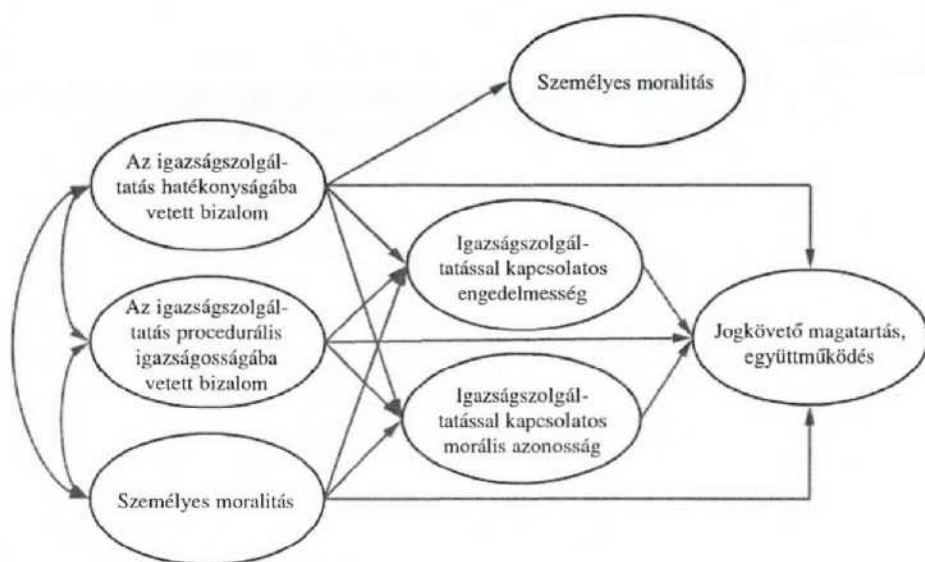 Személyes moralitás
Az igazságszolgál-
tatás hatékonyságába
vetett bizalom
Igazságszolgál-
tatással kapcsolatos
engedelmesség
Az igazságszolgál-
tatás procedurális
igazságosságába
vetett bizalom
Jogkövető magatartás,
együttműködés
Igazságszolgál-
tatással kapcsolatos
morális azonosság
Személyes moralitás